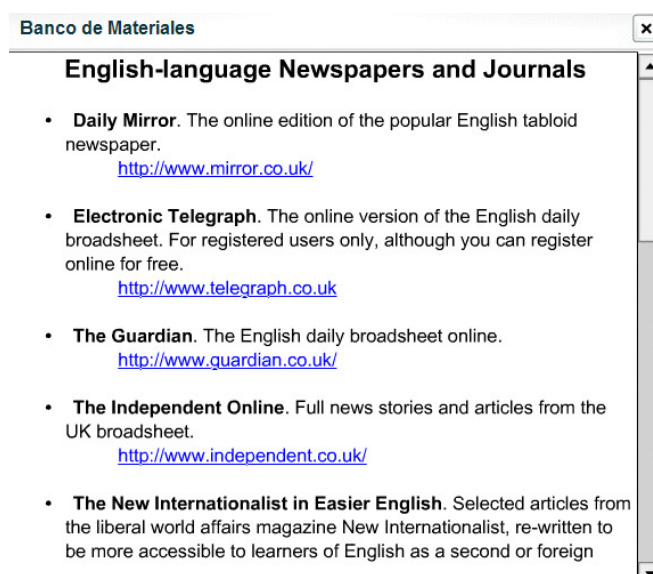 Banco de Materiales
English-language Newspapers and Journals
• Daily Mirror. The online edition of the popular English tabloid
newspaper.
http://www.mirror.co.uk/
• Electronic Telegraph. The online version of the English daily
broadsheet. For registered users only, although you can register
online for free.
http://www.telegraph.co.uk
• The Guardian. The English daily broadsheet online.
http://www.guardian.co.uk/
• The Independent Online. Full news stories and articles from the
UK broadsheet.
http://www.independent.co.uk/
• The New Internationalist in Easier English. Selected articles from
the liberal world affairs magazine New Internationalist, re-written to
be more accessible to learners of English as a second or foreign